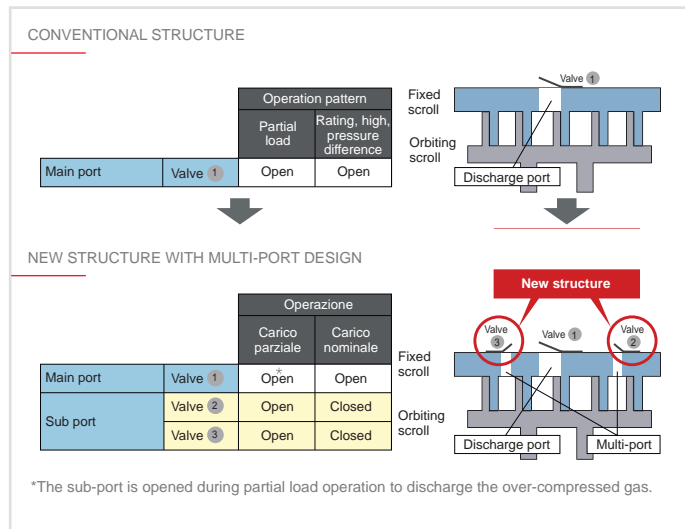 CONVENTIONAL STRUCTURE
Operation pattern
Partial
load
Rating, high,
pressure
difference
Main port
Valve 1
Open
Open
Valve 1
Fixed
scroll
Orbiting
scroll
Discharge port
NEW STRUCTURE WITH MULTI-PORT DESIGN
Operazione
Carico
parziale
Carico
nominale
Main port
Valve 1
Open*
Open
Sub port
Valve 2
Open
Closed
Valve 3
Open
Closed
New structure
Valve
3
Valve 1
Valve
2
Fixed
scroll
Orbiting
scroll
Discharge port
Multi-port
*The sub-port is opened during partial load operation to discharge the over-compressed gas.